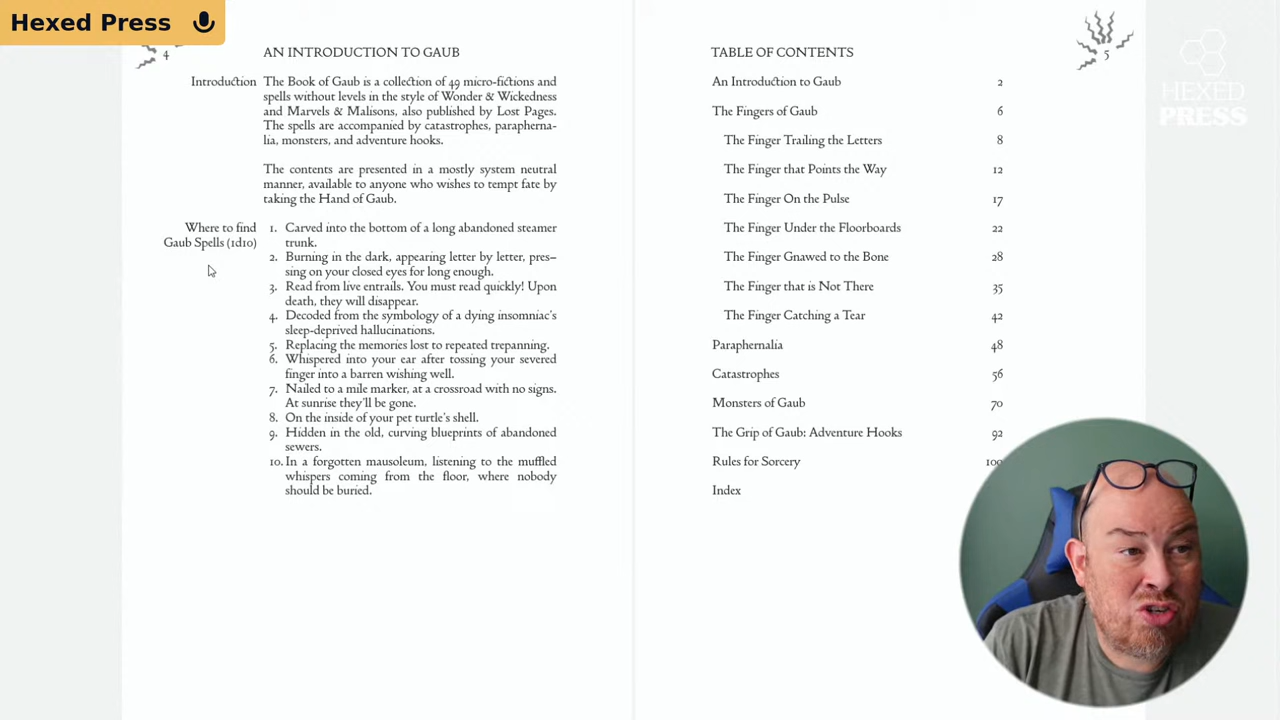 Hexed Press
4
AN INTRODUCTION TO GAUB
Introduction
The Book of Gaub is a collection of 49 micro-fictions and
spells without levels in the style of Wonder & Wickedness
and Marvels & Malisons, also published by Lost Pages.
The spells are accompanied by catastrophes, parapherna-
lia, monsters, and adventure hooks.
The contents are presented in a mostly system neutral
manner, available to anyone who wishes to tempt fate by
taking the Hand of Gaub.
Where to find
Gaub Spells (1d10)
1. Carved into the bottom of a long abandoned steamer
trunk.
2. Burning in the dark, appearing letter by letter, pres-
sing on your closed eyes for long enough.
3. Read from live entrails. You must read quickly! Upon
death, they will disappear.
4. Decoded from the symbology of a dying insomniac's
sleep-deprived hallucinations.
5. Replacing the memories lost to repeated trepanning.
6. Whispered into your ear after tossing your severed
finger into a barren wishing well.
7. Nailed to a mile marker, at a crossroad with no signs.
At sunrise they'll be gone.
8. On the inside of your pet turtle's shell.
9. Hidden in the old, curving blueprints of abandoned
sewers.
10. In a forgotten mausoleum, listening to the muffled
whispers coming from the floor, where nobody
should be buried.
TABLE OF CONTENTS
5
An Introduction to Gaub 2
The Fingers of Gaub 6
The Finger Trailing the Letters 8
The Finger that Points the Way 12
The Finger On the Pulse 17
The Finger Under the Floorboards 22
The Finger Gnawed to the Bone 28
The Finger that is Not There 35
The Finger Catching a Tear 42
Paraphernalia 48
Catastrophes 56
Monsters of Gaub 70
The Grip of Gaub: Adventure Hooks 92
Rules for Sorcery
Index
HEXED
PRESS